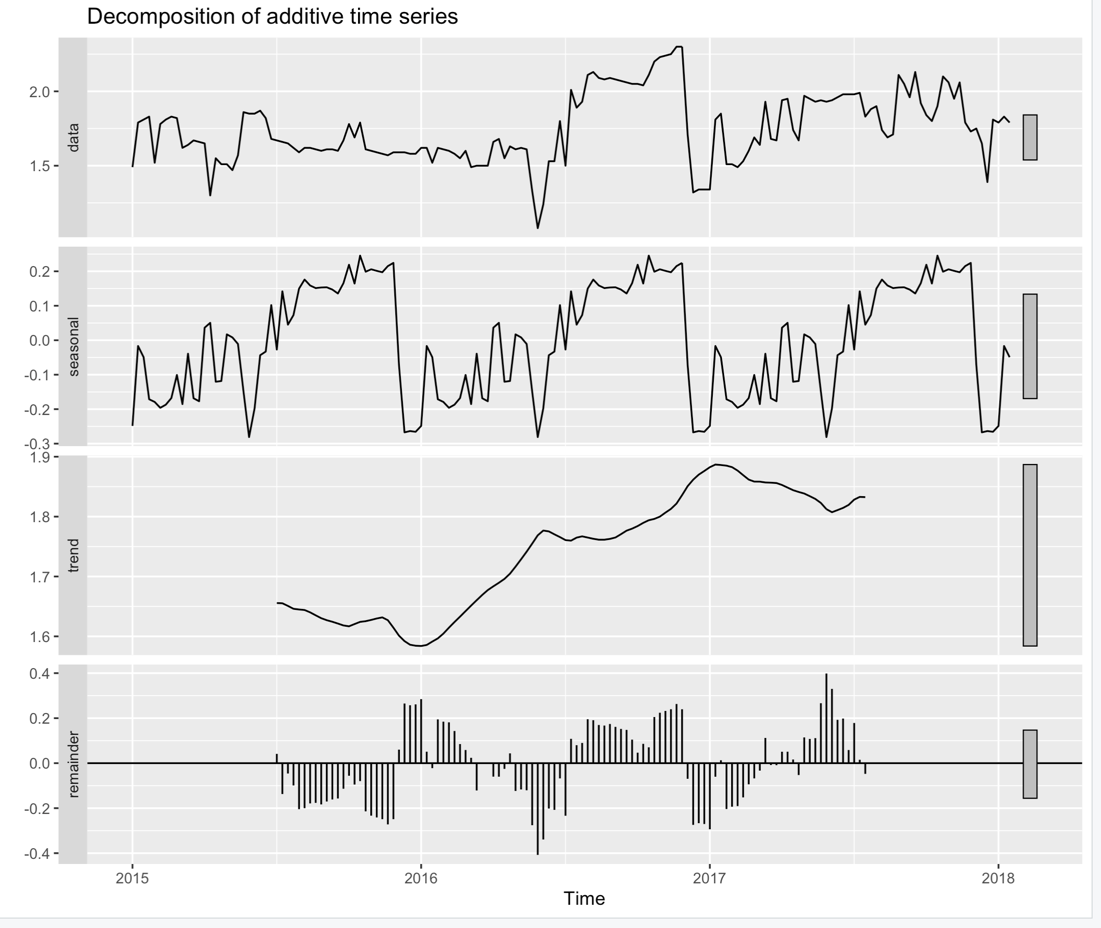 Decomposition of additive time series
data
2.0
1.5
seasonal
0.2
0.1
0.0
-0.1
-0.2
-0.3
trend
1.9
1.8
1.7
1.6
remainder
0.4
0.2
0.0
-0.2
-0.4
2015 2016 2017 2018
Time